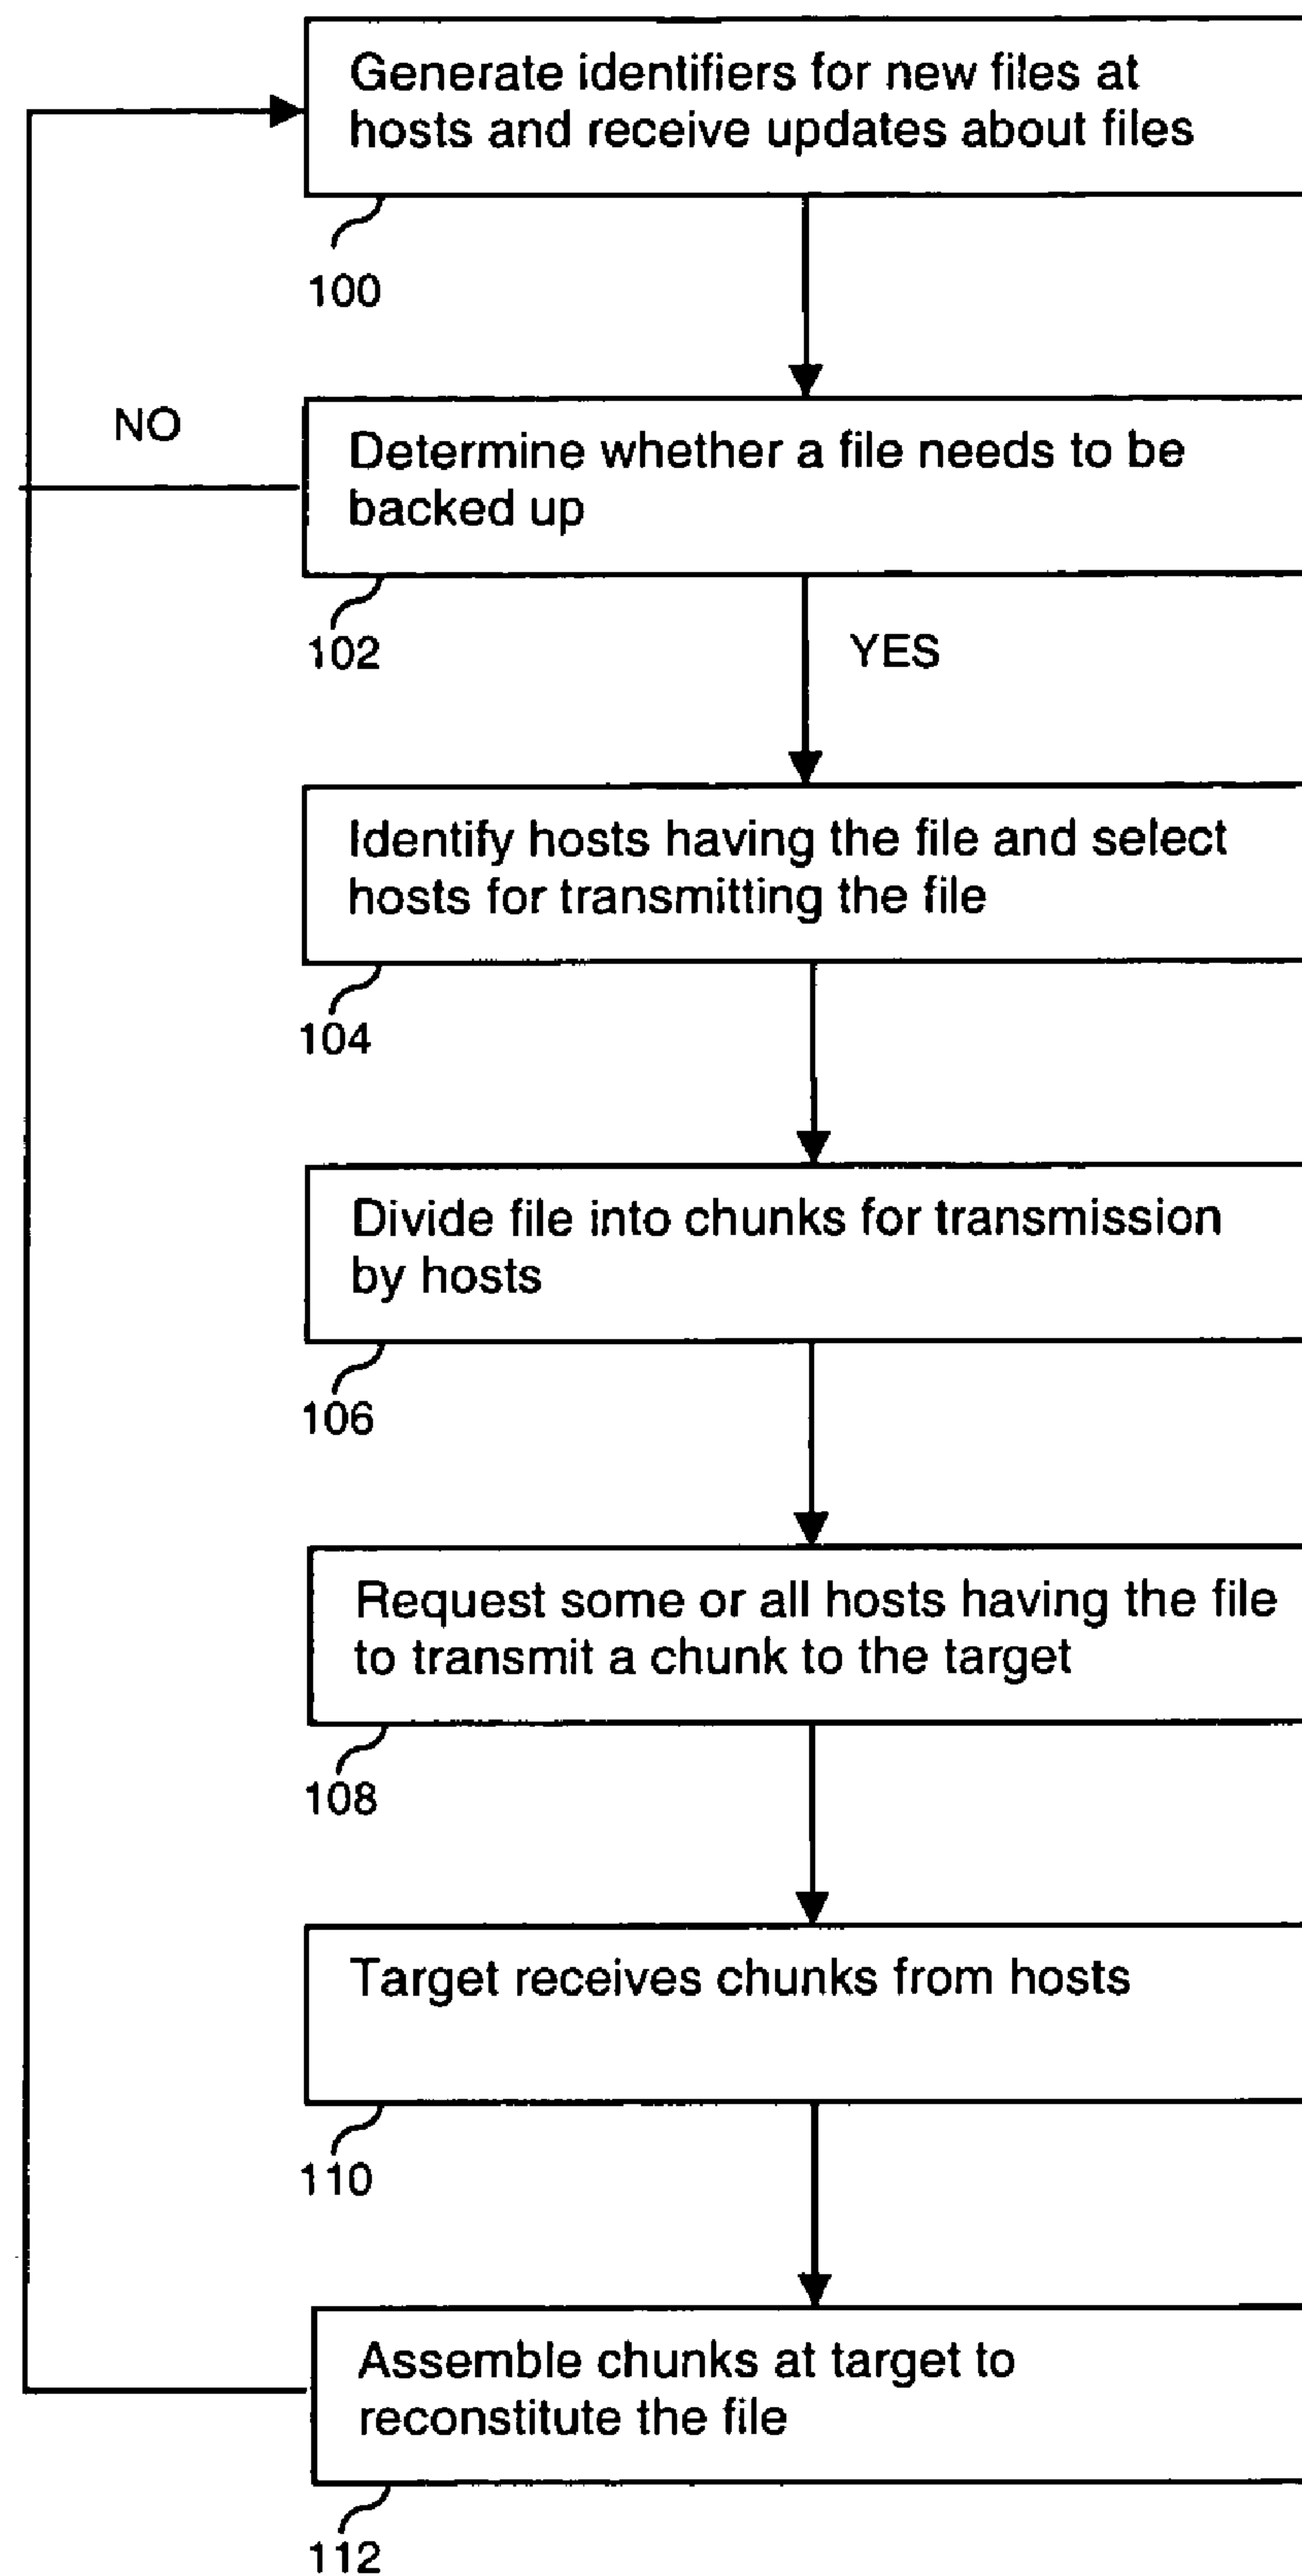 Generate identifiers for new files at
hosts and receive updates about files
100
NO
Determine whether a file needs to be
backed up
102
YES
Identify hosts having the file and select
hosts for transmitting the file
104
Divide file into chunks for transmission
by hosts
106
Request some or all hosts having the file
to transmit a chunk to the target
108
Target receives chunks from hosts
110
Assemble chunks at target to
reconstitute the file
112